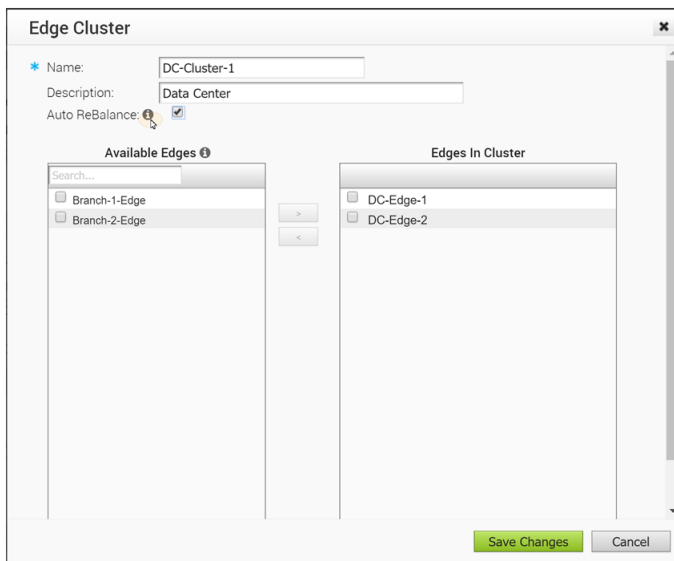 Edge Cluster
* Name: DC-Cluster-1
Description: Data Center
Auto ReBalance:
Available Edges Edges In Cluster
Search...
Branch-1-Edge DC-Edge-1
Branch-2-Edge DC-Edge-2
>
<
Save Changes Cancel